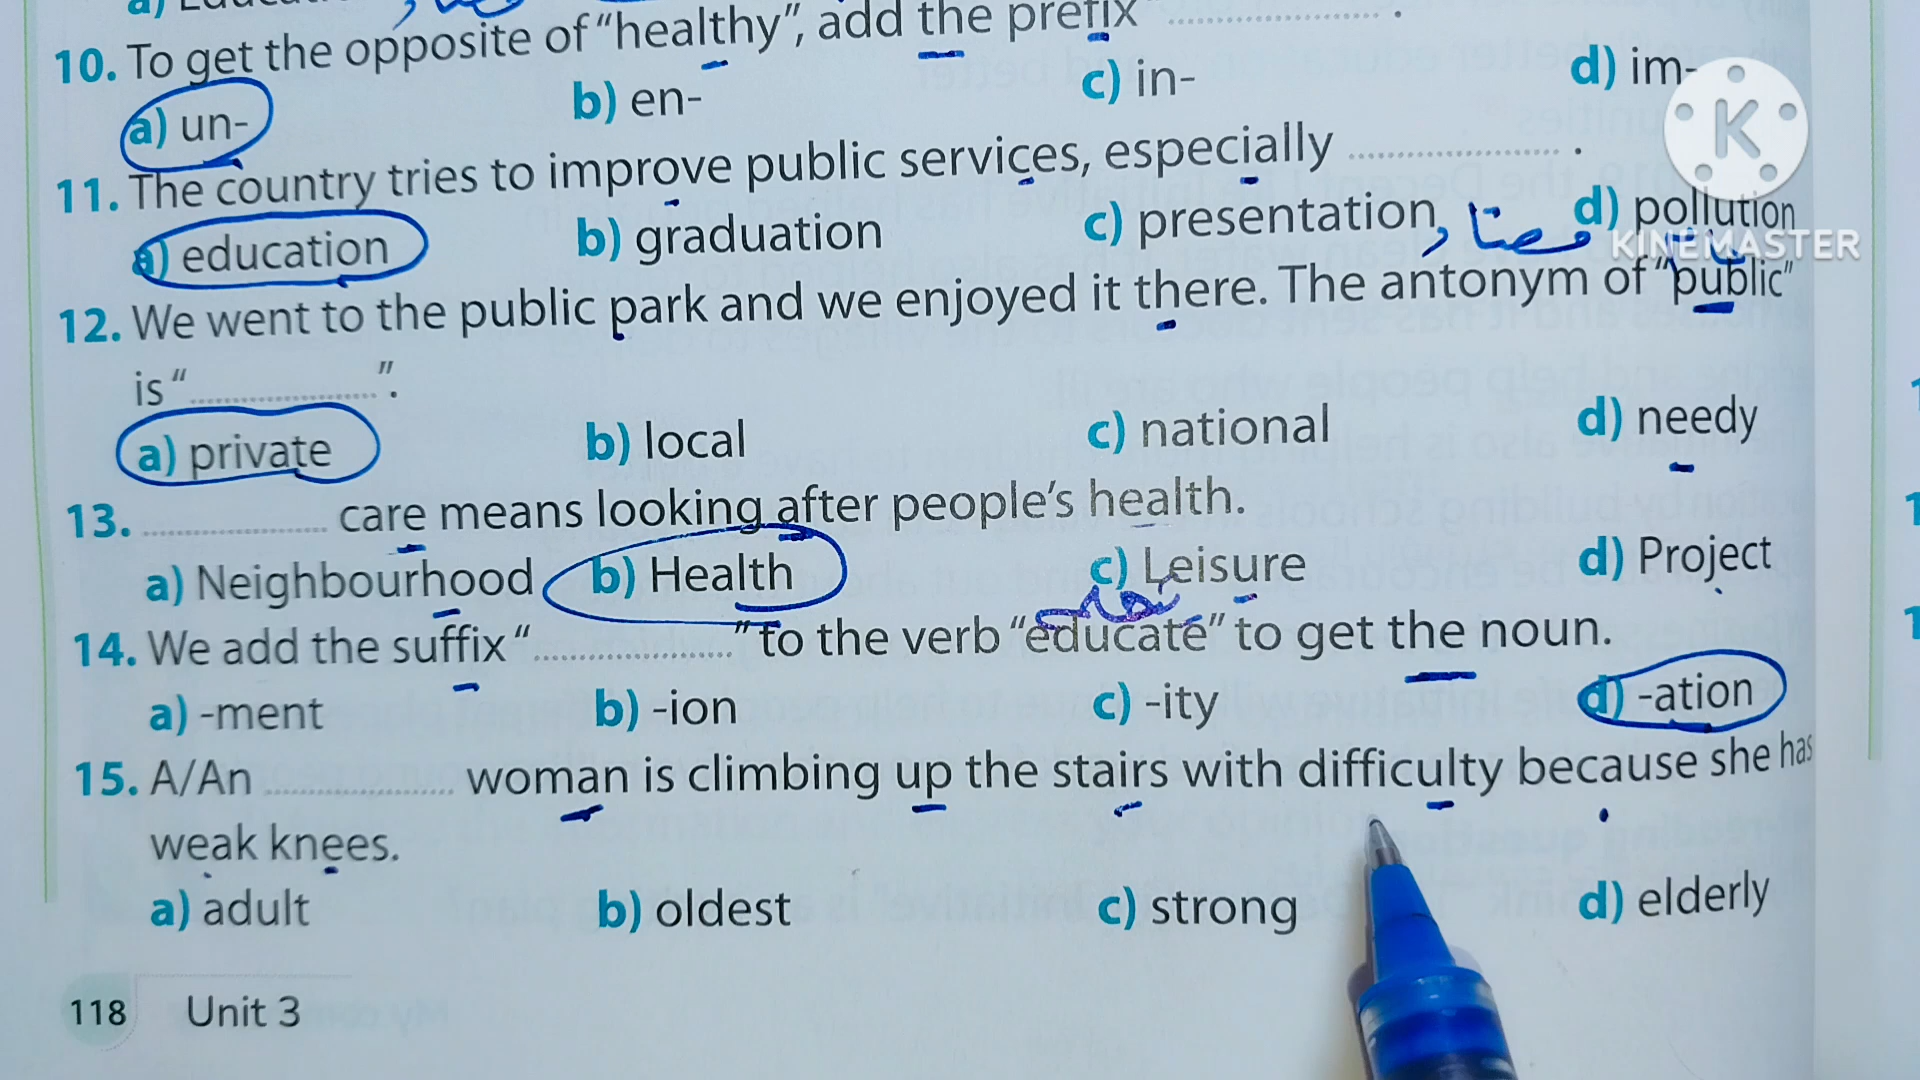 10. To get the opposite of "healthy", add the prefix ".................... .
a) un- b) en- c) in- d) im-
11. The country tries to improve public services, especially .................... .
a) education b) graduation c) presentation d) pollution
12. We went to the public park and we enjoyed it there. The antonym of "public"
is "....................".
a) private b) local c) national d) needy
13. .................... care means looking after people's health.
a) Neighbourhood b) Health c) Leisure d) Project
14. We add the suffix "...................." to the verb "educate" to get the noun.
a) -ment b) -ion c) -ity d) -ation
15. A/An .................... woman is climbing up the stairs with difficulty because she has
weak knees.
a) adult b) oldest c) strong d) elderly
118 Unit 3
K
KINEMASTER